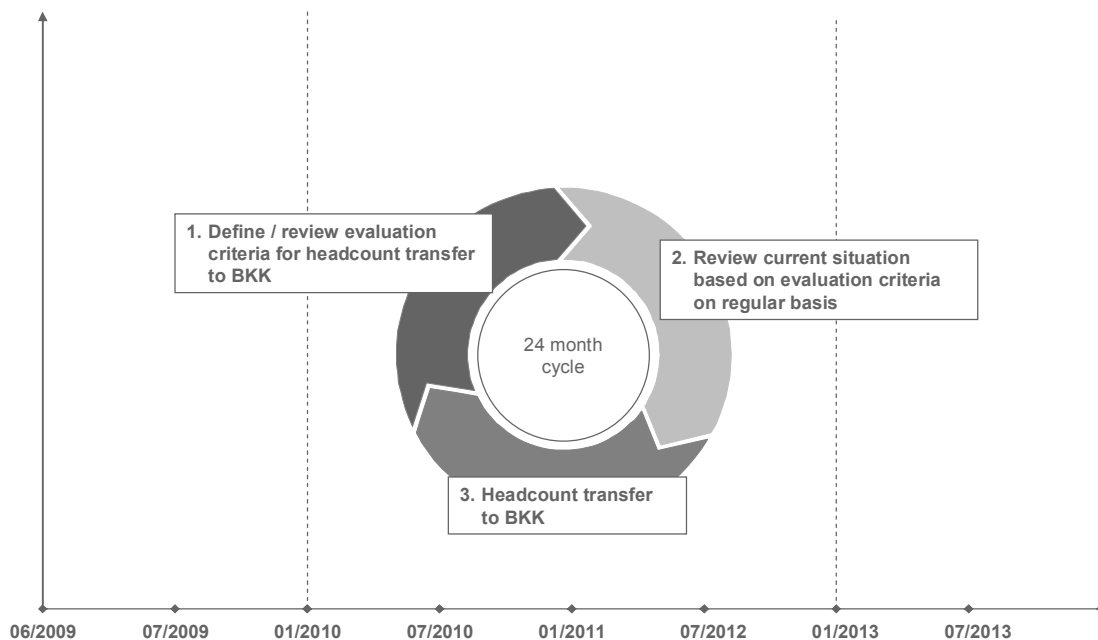 1. Define / review evaluation
criteria for headcount transfer
to BKK
2. Review current situation
based on evaluation criteria
on regular basis
24 month
cycle
3. Headcount transfer
to BKK
06/2009 07/2009 01/2010 07/2010 01/2011 07/2012 01/2013 07/2013